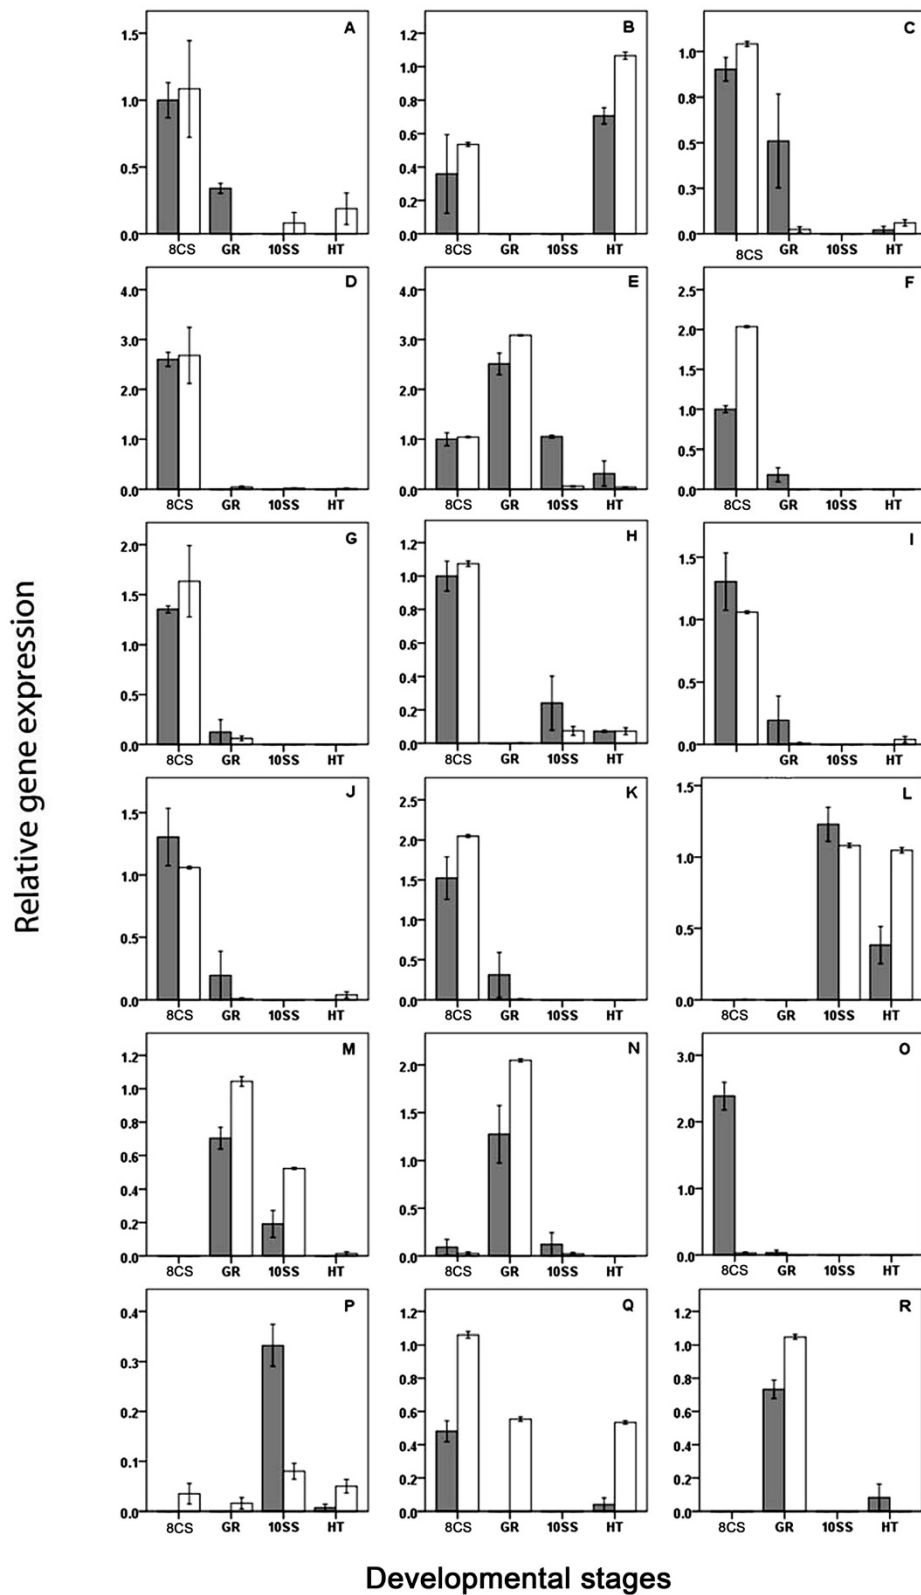 Relative gene expression
A
1.5
1.0
0.5
0.0
8CS GR 10SS HT
B
1.2
1.0
0.8
0.6
0.4
0.2
0.0
8CS GR 10SS HT
C
1.0
0.8
0.5
0.3
0.0
8CS GR 10SS HT
D
4.0
3.0
2.0
1.0
0.0
8CS GR 10SS HT
E
4.0
3.0
2.0
1.0
0.0
8CS GR 10SS HT
F
2.5
2.0
1.5
1.0
0.5
0.0
8CS GR 10SS HT
G
2.0
1.5
1.0
0.5
0.0
8CS GR 10SS HT
H
1.2
1.0
0.8
0.6
0.4
0.2
0.0
8CS GR 10SS HT
I
1.5
1.0
0.5
0.0
GR 10SS HT
J
1.5
1.0
0.5
0.0
8CS GR 10SS HT
K
2.5
2.0
1.5
1.0
0.5
0.0
8CS GR 10SS HT
L
1.5
1.0
0.5
0.0
8CS GR 10SS HT
M
1.2
1.0
0.8
0.6
0.4
0.2
0.0
8CS GR 10SS HT
N
2.0
1.5
1.0
0.5
0.0
8CS GR 10SS HT
O
3.0
2.0
1.0
0.0
8CS GR 10SS HT
P
0.4
0.3
0.2
0.1
0.0
8CS GR 10SS HT
Q
1.2
1.0
0.8
0.6
0.4
0.2
0.0
8CS GR 10SS HT
R
1.2
1.0
0.8
0.6
0.4
0.2
0.0
8CS GR 10SS HT
Developmental stages